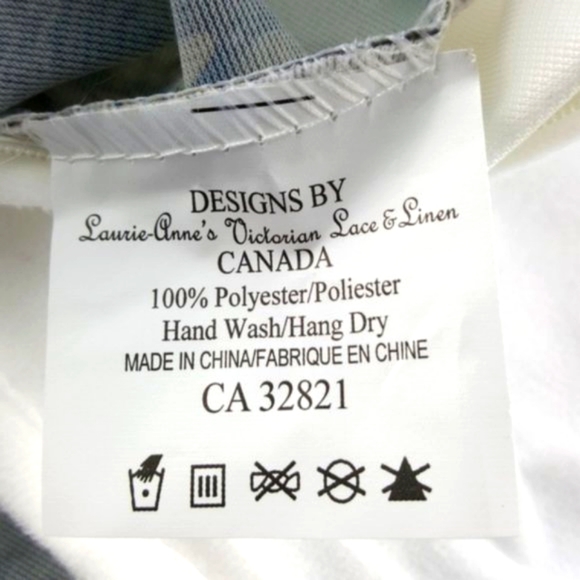 DESIGNS BY
Laurie-Anne's Victorian Lace & Linen
CANADA
100% Polyester/Poliester
Hand Wash/Hang Dry
MADE IN CHINA/FABRIQUE EN CHINE
CA 32821